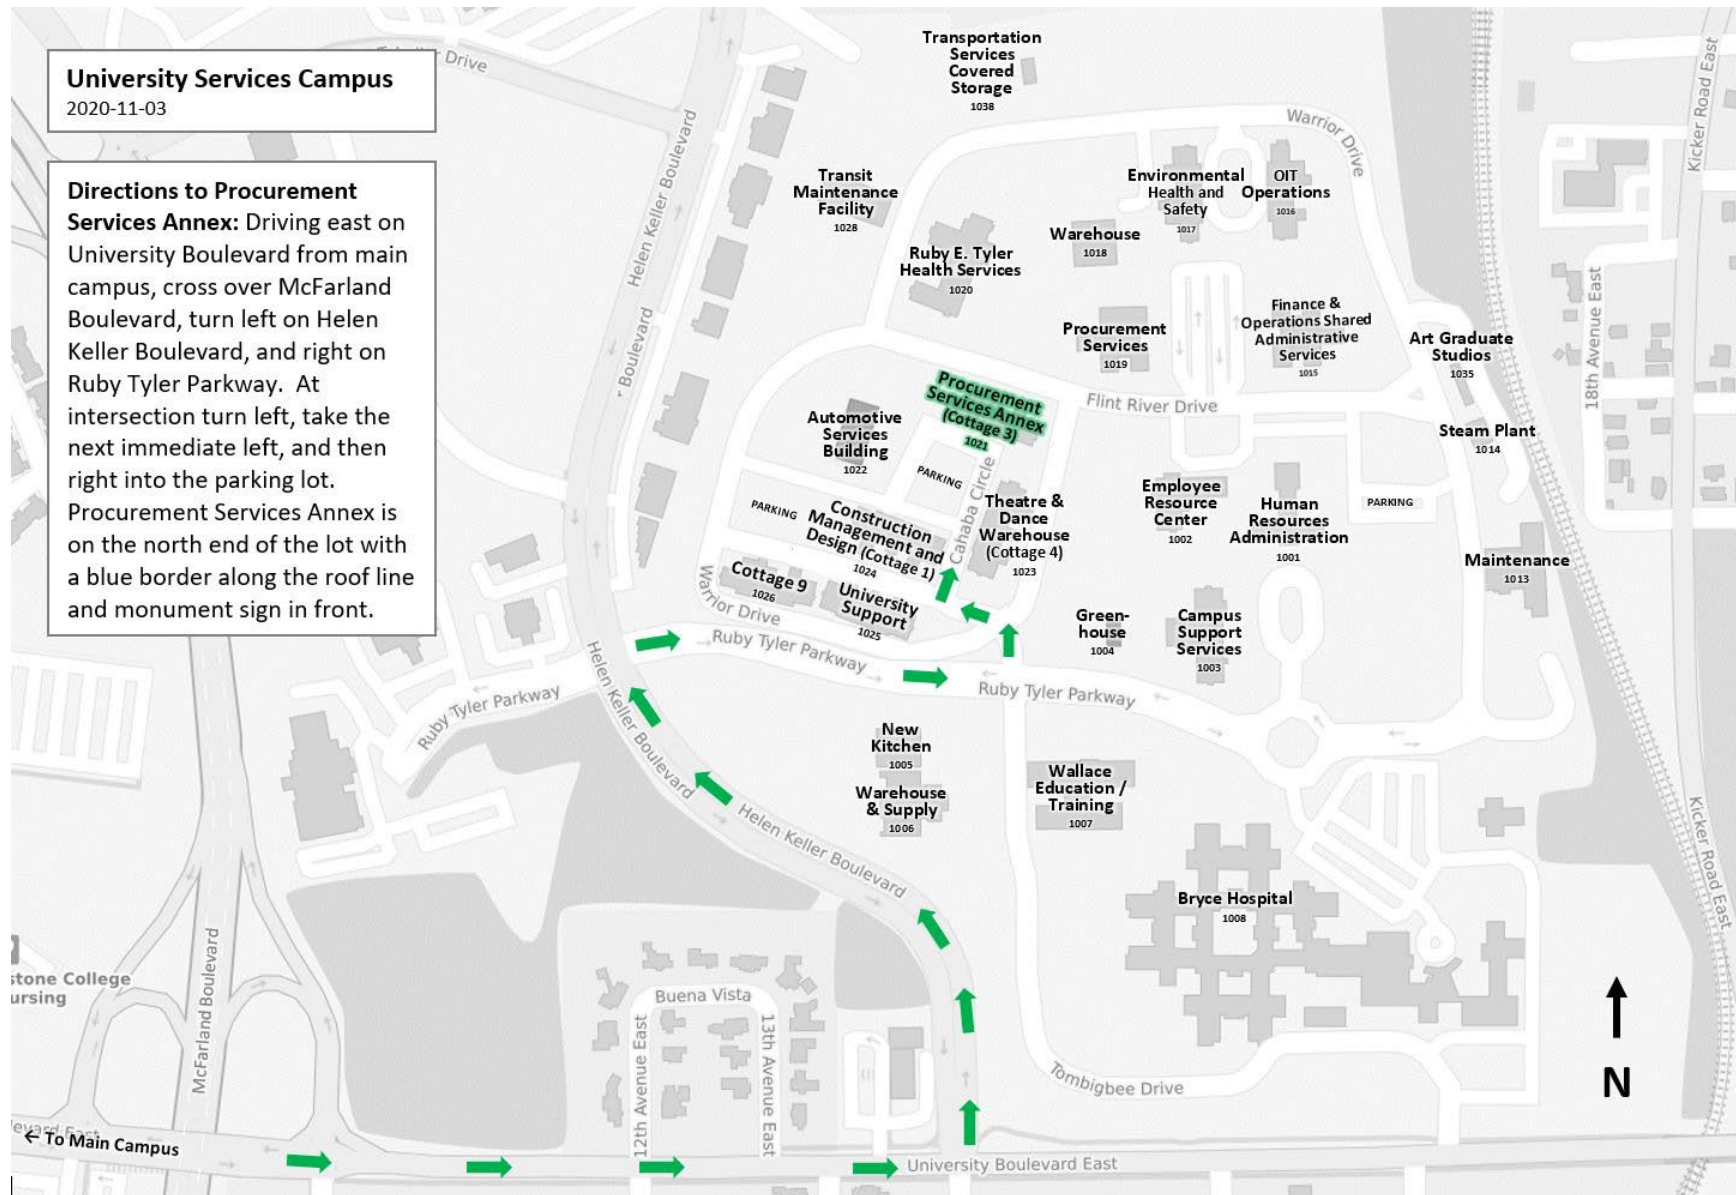 University Services Campus
2020-11-03
Directions to Procurement
Services Annex: Driving east on
University Boulevard from main
campus, cross over McFarland
Boulevard, turn left on Helen
Keller Boulevard, and right on
Ruby Tyler Parkway. At
intersection turn left, take the
next immediate left, and then
right into the parking lot.
Procurement Services Annex is
on the north end of the lot with
a blue border along the roof line
and monument sign in front.
Drive
Helen Keller Boulevard
Boulevard
Transportation
Services
Covered
Storage
1038
Warrior Drive
Kicker Road East
Transit
Maintenance
Facility
1028
Environmental
Health and
Safety
1017
OIT
Operations
1016
Warehouse
1018
Ruby E. Tyler
Health Services
1020
Procurement
Services
1019
Finance &
Operations Shared
Administrative
Services
1015
Art Graduate
Studios
1035
18th Avenue East
Procurement
Services Annex
(Cottage 3)
1021
Flint River Drive
Automotive
Services
Building
1022
Steam Plant
1014
PARKING
Cahaba Circle
PARKING
Construction
Management and
Design (Cottage 1)
1024
Theatre &
Dance
Warehouse
(Cottage 4)
1023
Employee
Resource
Center
1002
Human
Resources
Administration
1001
PARKING
Maintenance
1013
Cottage 9
1026
University
Support
1025
Warrior Drive
Green-
house
1004
Campus
Support
Services
1003
Ruby Tyler Parkway
Ruby Tyler Parkway
Ruby Tyler Parkway
Helen Keller Boulevard
New
Kitchen
1005
Warehouse
& Supply
1006
Wallace
Education /
Training
1007
Helen Keller Boulevard
Kicker Road East
Bryce Hospital
1008
McFarland Boulevard
stone College
ursing
Buena Vista
12th Avenue East
13th Avenue East
Tombigbee Drive
N
← To Main Campus
University Boulevard East